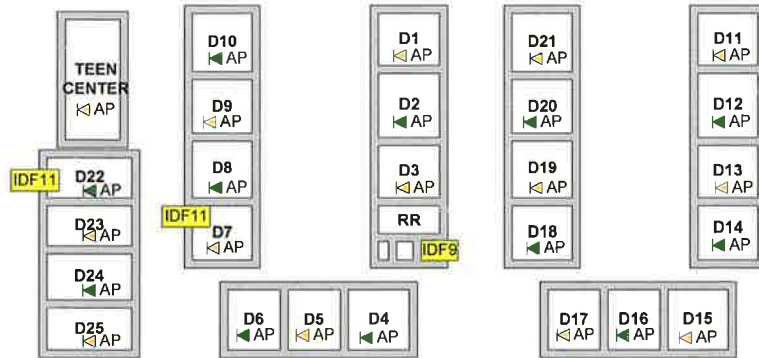 TEEN
CENTER
AP
IDF11
D22
AP
D23
AP
D24
AP
D25
AP
D10
AP
D9
AP
D8
AP
IDF11
D7
AP
D1
AP
D2
AP
D3
AP
RR
IDF9
D21
AP
D20
AP
D19
AP
D18
AP
D11
AP
D12
AP
D13
AP
D14
AP
D6
AP
D5
AP
D4
AP
D17
AP
D16
AP
D15
AP